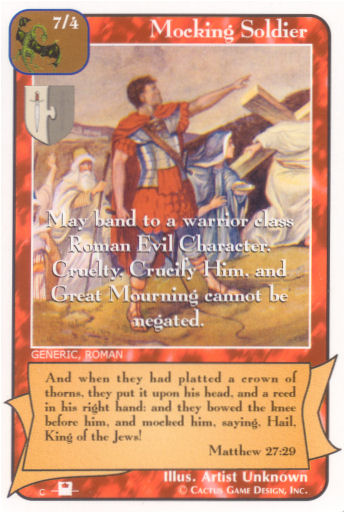 7/4
Mocking Soldier
May band to a warrior class
Roman Evil Character.
Cruelty, Crucify Him, and
Great Mourning cannot be
negated.
GENERIC, ROMAN
And when they had platted a crown of
thorns, they put it upon his head, and a reed
in his right hand: and they bowed the knee
before him, and mocked him, saying, Hail,
King of the Jews!
Matthew 27:29
Illus. Artist Unknown
C
© Cactus Game Design, Inc.